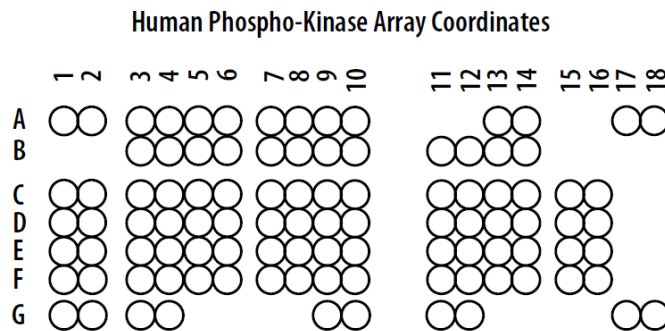 Human Phospho-Kinase Array Coordinates
1 2 3 4 5 6 7 8 9 10 11 12 13 14 15 16 17 18
A
B
C
D
E
F
G